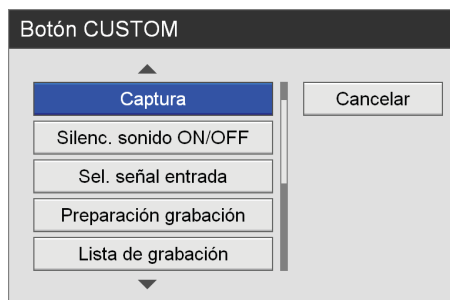 Botón CUSTOM
Captura
Cancelar
Silenc. sonido ON/OFF
Sel. señal entrada
Preparación grabación
Lista de grabación